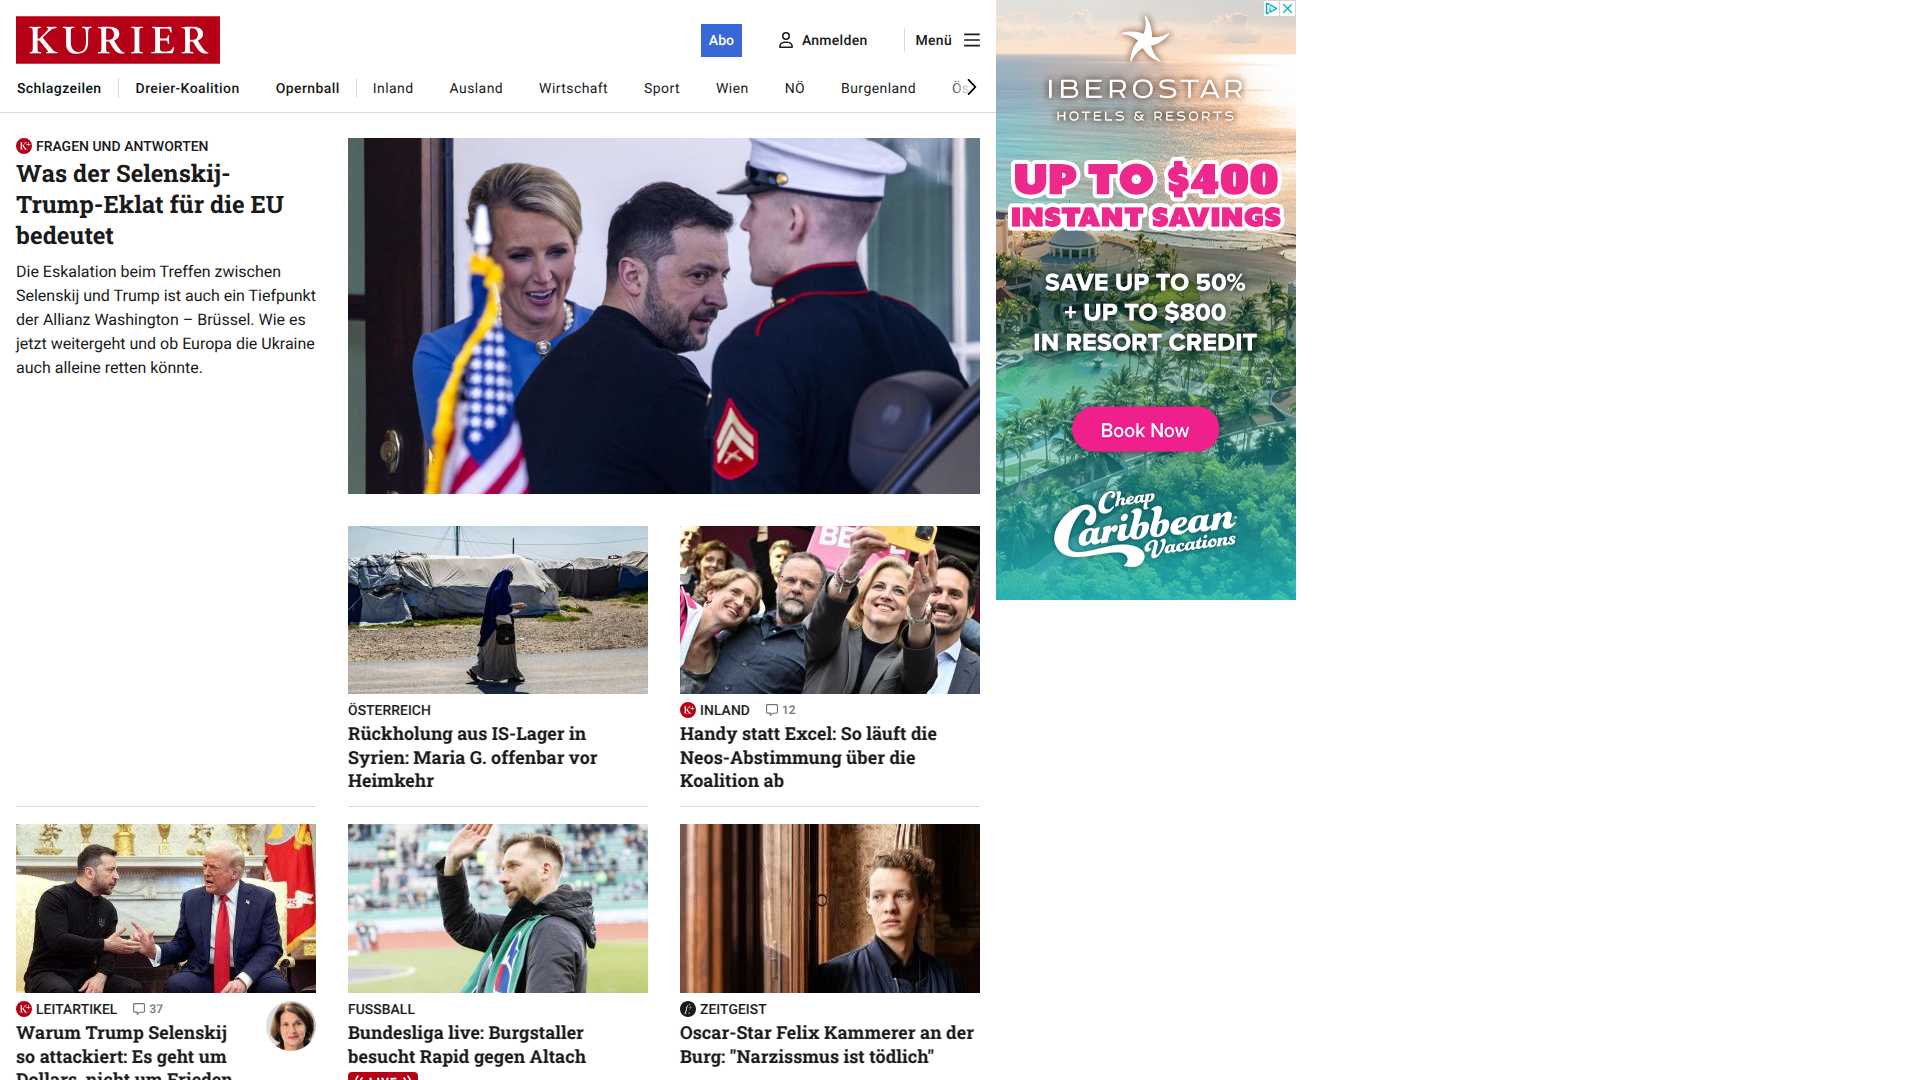 KURIER
Abo
Anmelden
Menü
Schlagzeilen
Dreier-Koalition
Opernball
Inland
Ausland
Wirtschaft
Sport
Wien
NÖ
Burgenland
FRAGEN UND ANTWORTEN
Was der Selenskij-
Trump-Eklat für die EU
bedeutet
Die Eskalation beim Treffen zwischen
Selenskij und Trump ist auch ein Tiefpunkt
der Allianz Washington – Brüssel. Wie es
jetzt weitergeht und ob Europa die Ukraine
auch alleine retten könnte.
ÖSTERREICH
Rückholung aus IS-Lager in
Syrien: Maria G. offenbar vor
Heimkehr
INLAND
12
Handy statt Excel: So läuft die
Neos-Abstimmung über die
Koalition ab
LEITARTIKEL
37
Warum Trump Selenskij
so attackiert: Es geht um
Dollars, nicht um Frieden
FUSSBALL
Bundesliga live: Burgstaller
besucht Rapid gegen Altach
LIVE
ZEITGEIST
Oscar-Star Felix Kammerer an der
Burg: "Narzissmus ist tödlich"
IBEROSTAR
HOTELS & RESORTS
UP TO $400
INSTANT SAVINGS
SAVE UP TO 50%
+ UP TO $800
IN RESORT CREDIT
Book Now
Cheap
Caribbean
Vacations